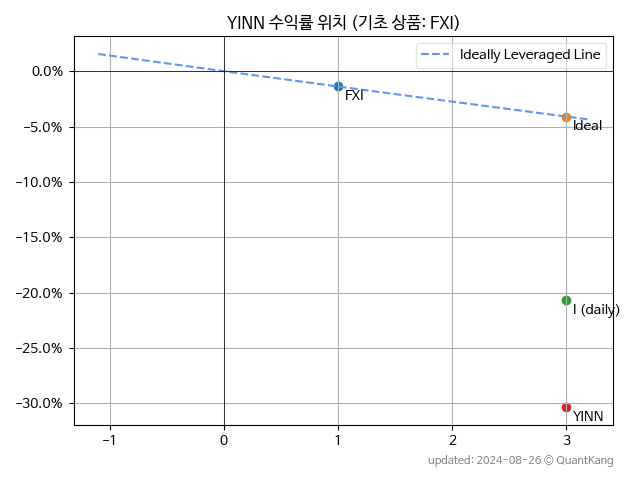 YINN 수익률 위치 (기초 상품: FXI)
Ideally Leveraged Line
0.0%
−5.0%
−10.0%
−15.0%
−20.0%
−25.0%
−30.0%
FXI
Ideal
I (daily)
YINN
−1
0
1
2
3
updated: 2024-08-26 © QuantKang